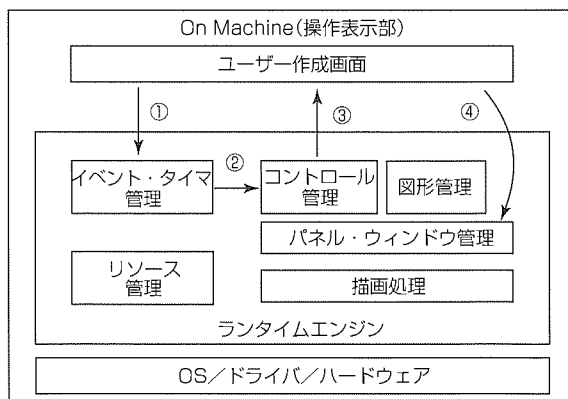 On Machine(操作表示部)
ユーザー作成画面
①
③
④
②
イベント・タイマ
管理
コントロール
管理
図形管理
パネル・ウィンドウ管理
リソース
管理
描画処理
ランタイムエンジン
OS/ドライバ/ハードウェア